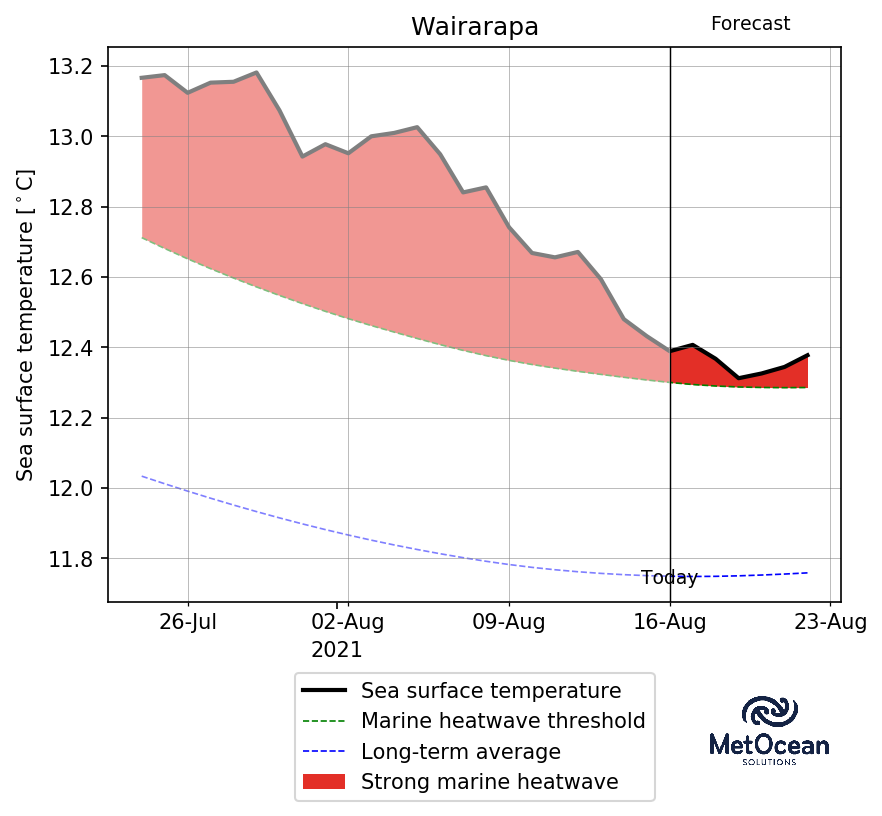 Wairarapa
Forecast
Sea surface temperature [°C]
13.2
13.0
12.8
12.6
12.4
12.2
12.0
11.8
Today
26-Jul 02-Aug 09-Aug 16-Aug 23-Aug
2021
Sea surface temperature
Marine heatwave threshold
Long-term average
Strong marine heatwave
MetOcean
SOLUTIONS